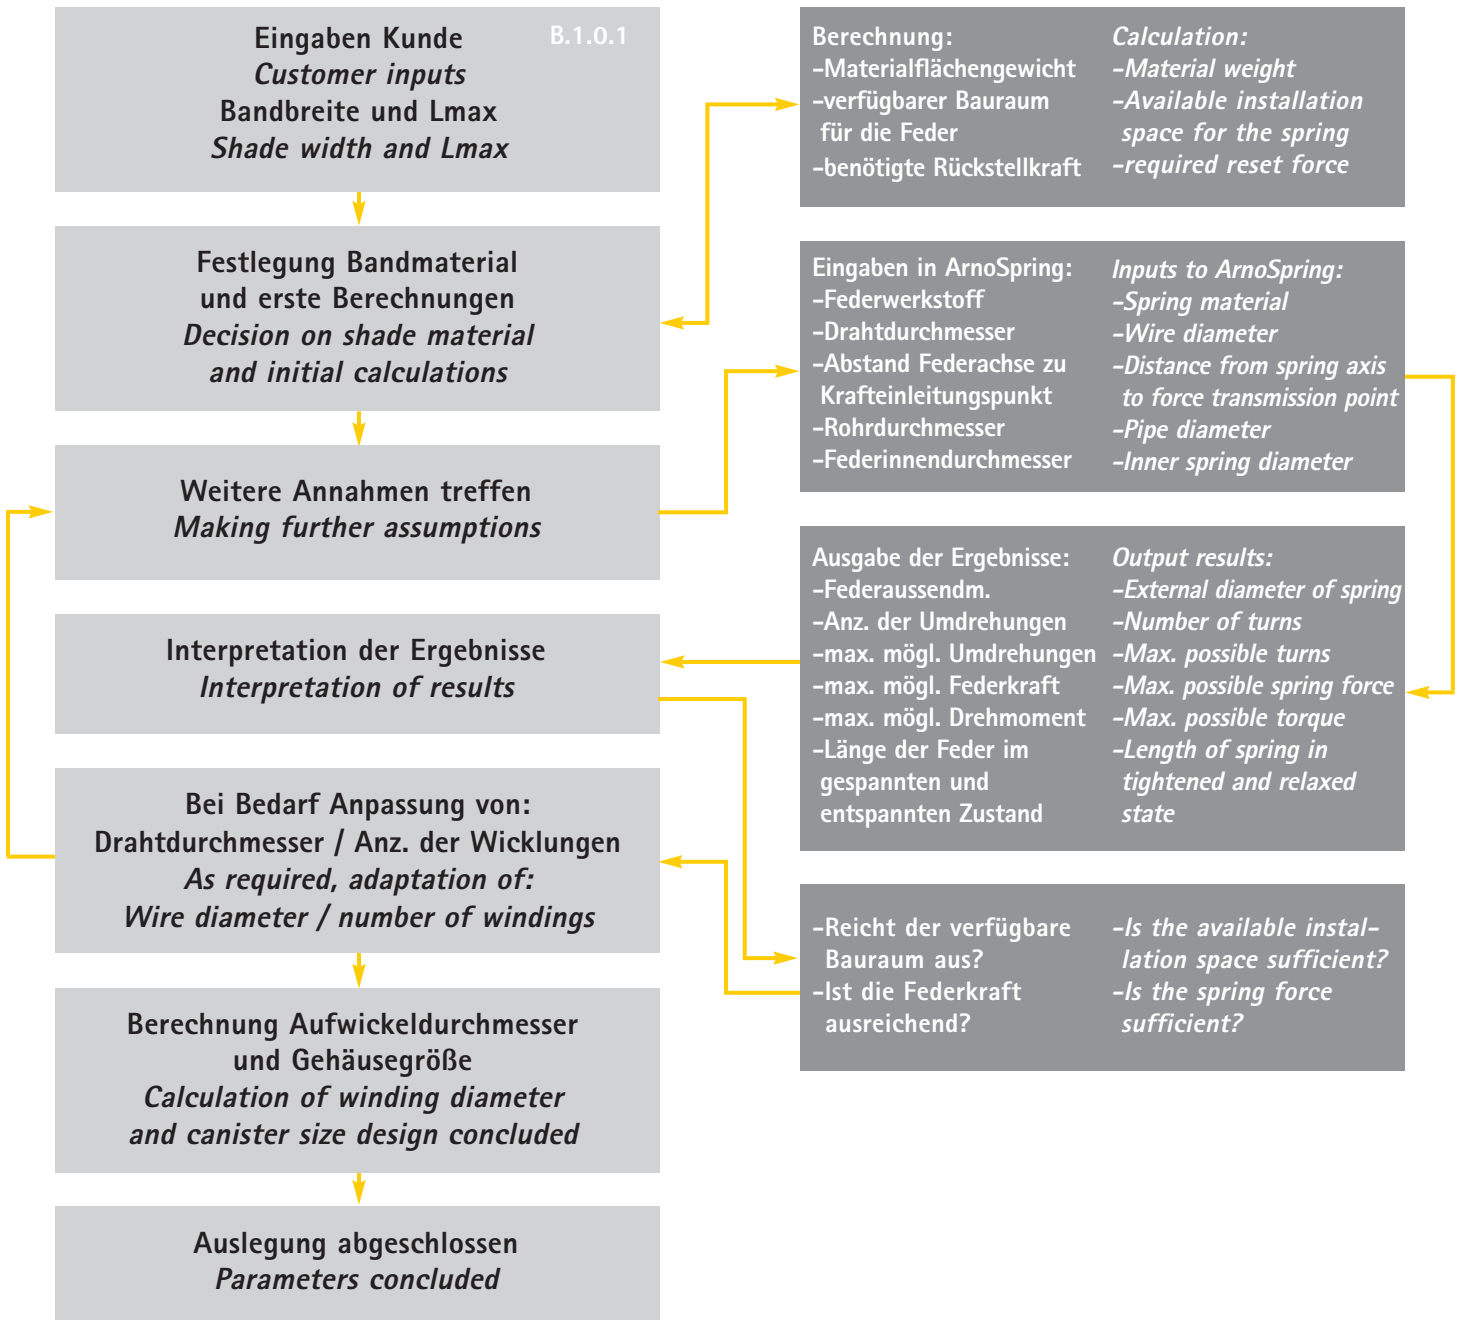 Eingaben Kunde
B.1.0.1
Customer inputs
Bandbreite und Lmax
Shade width and Lmax
Festlegung Bandmaterial
und erste Berechnungen
Decision on shade material
and initial calculations
Weitere Annahmen treffen
Making further assumptions
Interpretation der Ergebnisse
Interpretation of results
Bei Bedarf Anpassung von:
Drahtdurchmesser / Anz. der Wicklungen
As required, adaptation of:
Wire diameter / number of windings
Berechnung Aufwickeldurchmesser
und Gehäusegröße
Calculation of winding diameter
and canister size design concluded
Auslegung abgeschlossen
Parameters concluded
Berechnung:
-Materialflächengewicht
-verfügbarer Bauraum
für die Feder
-benötigte Rückstellkraft
Calculation:
-Material weight
-Available installation
space for the spring
-required reset force
Eingaben in ArnoSpring:
-Federwerkstoff
-Drahtdurchmesser
-Abstand Federachse zu
Krafteinleitungspunkt
-Rohrdurchmesser
-Federinnendurchmesser
Inputs to ArnoSpring:
-Spring material
-Wire diameter
-Distance from spring axis
to force transmission point
-Pipe diameter
-Inner spring diameter
Ausgabe der Ergebnisse:
-Federaussendm.
-Anz. der Umdrehungen
-max. mögl. Umdrehungen
-max. mögl. Federkraft
-max. mögl. Drehmoment
-Länge der Feder im
gespannten und
entspannten Zustand
Output results:
-External diameter of spring
-Number of turns
-Max. possible turns
-Max. possible spring force
-Max. possible torque
-Length of spring in
tightened and relaxed
state
-Reicht der verfügbare
Bauraum aus?
-Ist die Federkraft
ausreichend?
-Is the available instal-
lation space sufficient?
-Is the spring force
sufficient?